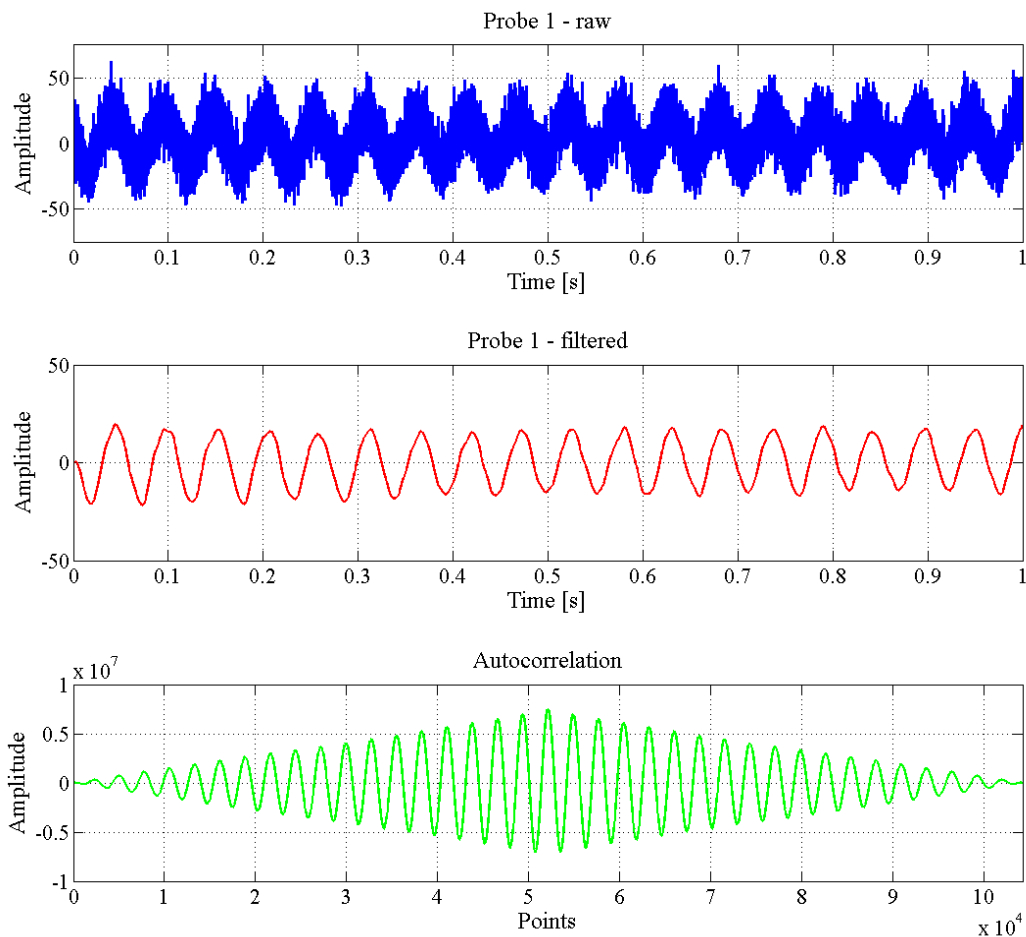 Probe 1 - raw
Amplitude
50
0
-50
0 0.1 0.2 0.3 0.4 0.5 0.6 0.7 0.8 0.9 1
Time [s]
Probe 1 - filtered
Amplitude
50
0
-50
0 0.1 0.2 0.3 0.4 0.5 0.6 0.7 0.8 0.9 1
Time [s]
Autocorrelation
x 10⁷
Amplitude
1
0.5
0
-0.5
-1
0 1 2 3 4 5 6 7 8 9 10
Points
x 10⁴